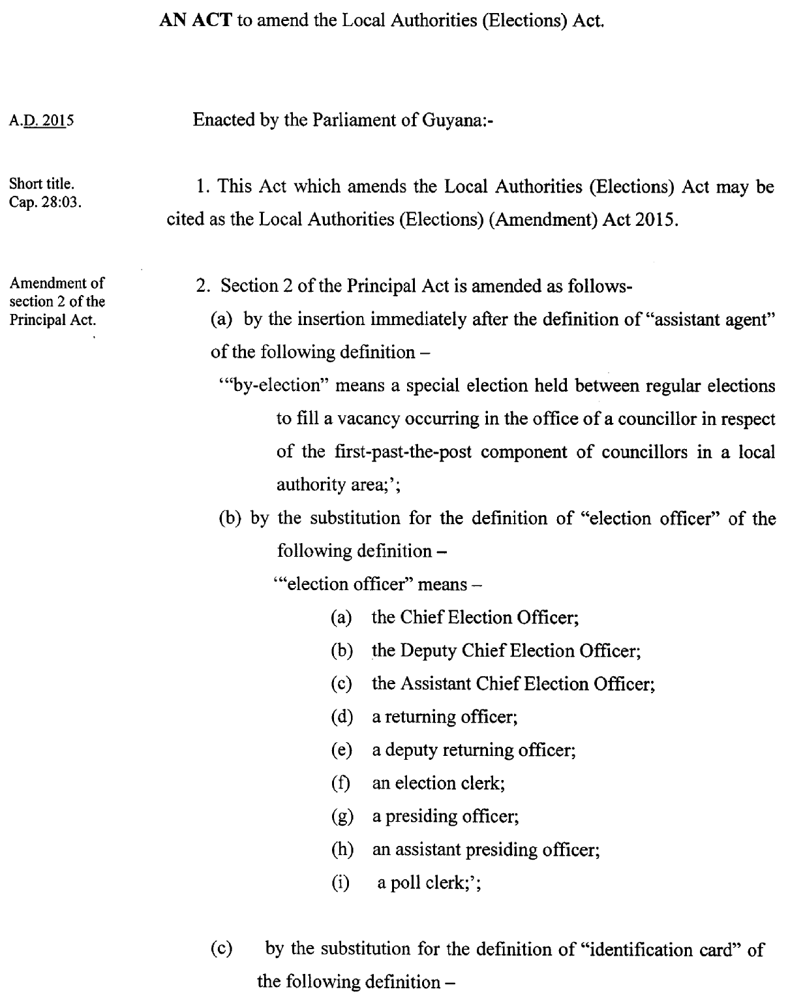 AN ACT to amend the Local Authorities (Elections) Act.
A.D. 2015
Enacted by the Parliament of Guyana:-
Short title.
Cap. 28:03.
1. This Act which amends the Local Authorities (Elections) Act may be
cited as the Local Authorities (Elections) (Amendment) Act 2015.
Amendment of
section 2 of the
Principal Act.
2. Section 2 of the Principal Act is amended as follows-
(a) by the insertion immediately after the definition of “assistant agent”
of the following definition –
‘“by-election” means a special election held between regular elections
to fill a vacancy occurring in the office of a councillor in respect
of the first-past-the-post component of councillors in a local
authority area;’;
(b) by the substitution for the definition of “election officer” of the
following definition –
‘“election officer” means –
(a) the Chief Election Officer;
(b) the Deputy Chief Election Officer;
(c) the Assistant Chief Election Officer;
(d) a returning officer;
(e) a deputy returning officer;
(f) an election clerk;
(g) a presiding officer;
(h) an assistant presiding officer;
(i) a poll clerk;’;
(c) by the substitution for the definition of “identification card” of
the following definition –